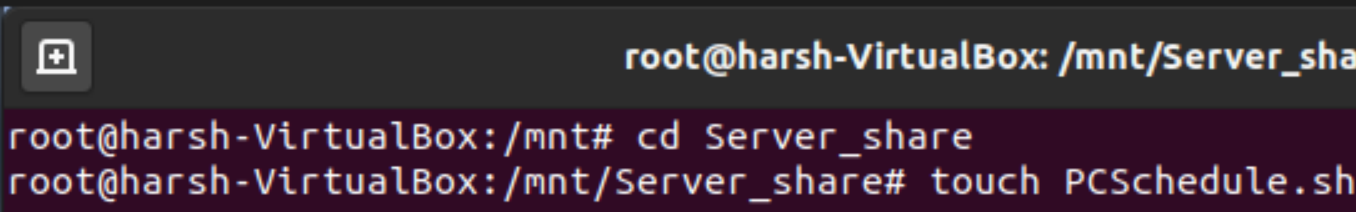 root@harsh-VirtualBox: /mnt/Server_sha
root@harsh-VirtualBox:/mnt# cd Server_share
root@harsh-VirtualBox:/mnt/Server_share# touch PCSchedule.sh